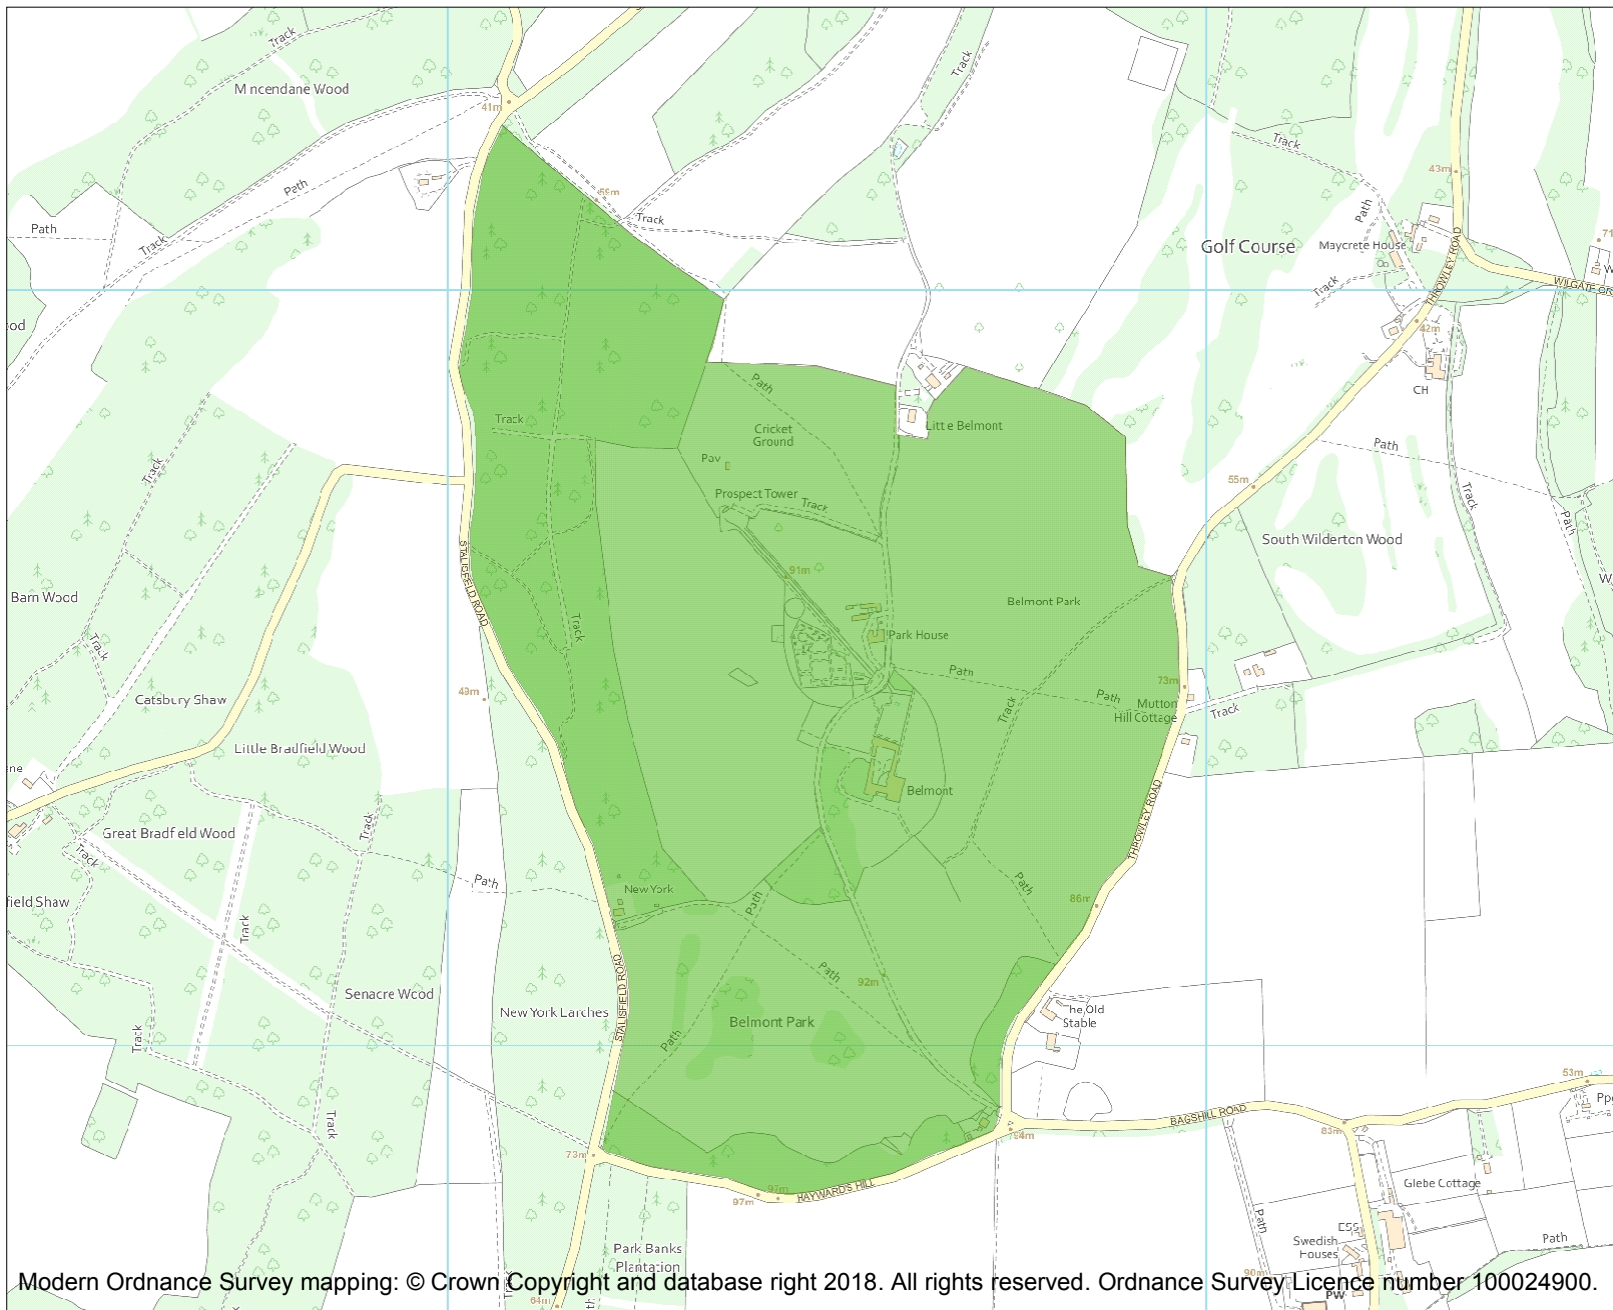 Track
Mincendane Wood
41m
Track
Path
59m
Track
Path
Track
Track
Path
43m
Golf Course
Maycrete House
THROWLEY ROAD
Track
42m
CH
Path
Cricket
Ground
Little Belmont
Track
Pav
Prospect Tower
Track
Path
55m
Track
Path
South Wilderton Wood
Track
STALISFIELD ROAD
91m
Barn Wood
Belmont Park
Track
Park House
Track
Path
Path
73m
Mutton
Hill Cottage
Track
Track
49m
Catsbury Shaw
Little Bradfield Wood
Belmont
THROWLEY ROAD
Great Bradfield Wood
Track
Track
Path
New York
Path
Path
86m
field Shaw
Track
Path
92m
Senacre Wood
New York Larches
STALISFIELD ROAD
Belmont Park
The Old
Stable
Path
Track
Track
53m
BAGSHILL ROAD
94m
83m
73m
97m
97m
HAYWARDS HILL
Glebe Cottage
Path
ESS
Swedish
Houses
Path
Park Banks
Plantation
90m
PW
64m
Modern Ordnance Survey mapping: © Crown Copyright and database right 2018. All rights reserved. Ordnance Survey Licence number 100024900.